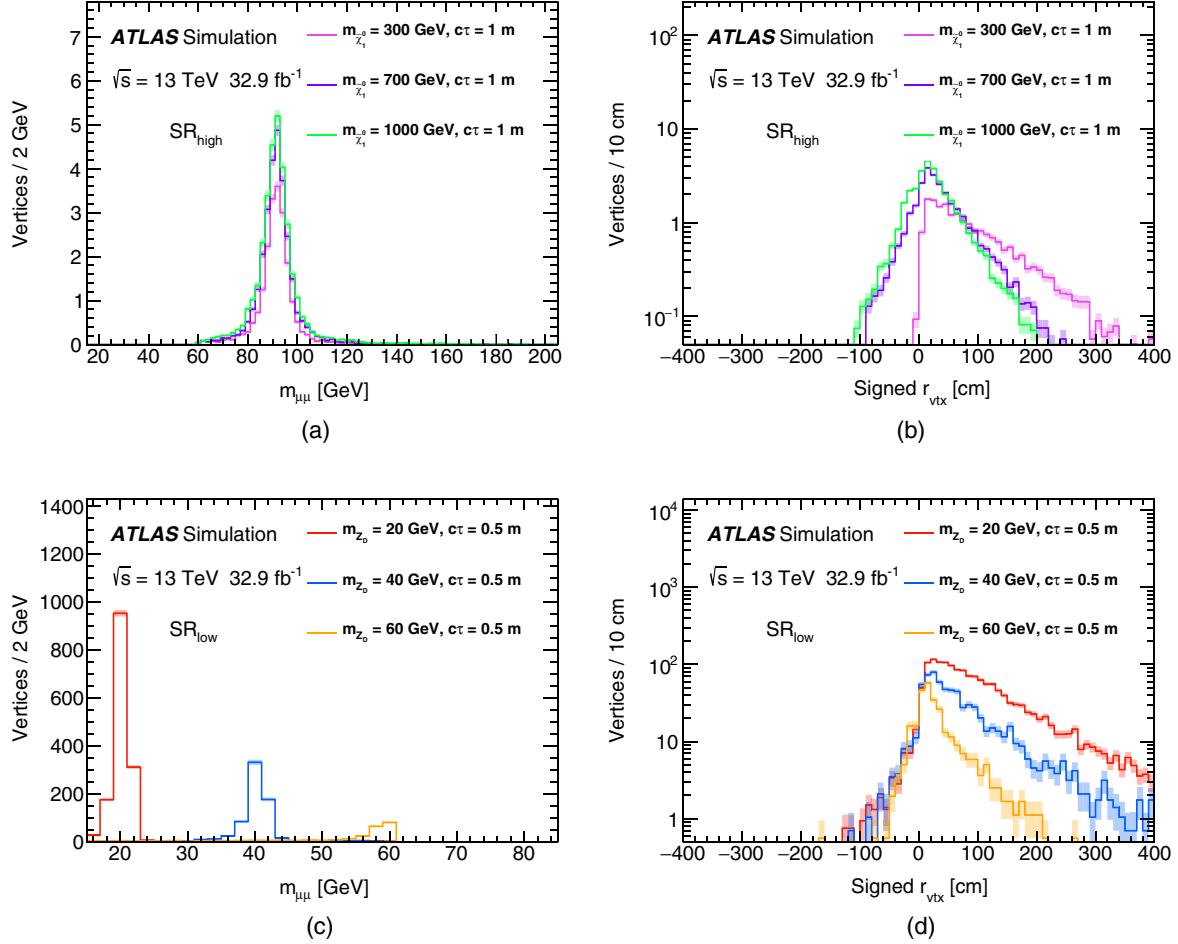 ATLAS Simulation
√s = 13 TeV 32.9 fb⁻¹
SR_high
m_χ̃₁⁰ = 300 GeV, cτ = 1 m
m_χ̃₁⁰ = 700 GeV, cτ = 1 m
m_χ̃₁⁰ = 1000 GeV, cτ = 1 m
Vertices / 2 GeV
7
6
5
4
3
2
1
0
20 40 60 80 100 120 140 160 180 200
m_μμ [GeV]
(a)
ATLAS Simulation
√s = 13 TeV 32.9 fb⁻¹
SR_high
m_χ̃₁⁰ = 300 GeV, cτ = 1 m
m_χ̃₁⁰ = 700 GeV, cτ = 1 m
m_χ̃₁⁰ = 1000 GeV, cτ = 1 m
Vertices / 10 cm
10²
10
1
10⁻¹
−400 −300 −200 −100 0 100 200 300 400
Signed r_vtx [cm]
(b)
ATLAS Simulation
√s = 13 TeV 32.9 fb⁻¹
SR_low
m_Z_D = 20 GeV, cτ = 0.5 m
m_Z_D = 40 GeV, cτ = 0.5 m
m_Z_D = 60 GeV, cτ = 0.5 m
Vertices / 2 GeV
1400
1200
1000
800
600
400
200
0
20 30 40 50 60 70 80
m_μμ [GeV]
(c)
ATLAS Simulation
√s = 13 TeV 32.9 fb⁻¹
SR_low
m_Z_D = 20 GeV, cτ = 0.5 m
m_Z_D = 40 GeV, cτ = 0.5 m
m_Z_D = 60 GeV, cτ = 0.5 m
Vertices / 10 cm
10⁴
10³
10²
10
1
−400 −300 −200 −100 0 100 200 300 400
Signed r_vtx [cm]
(d)